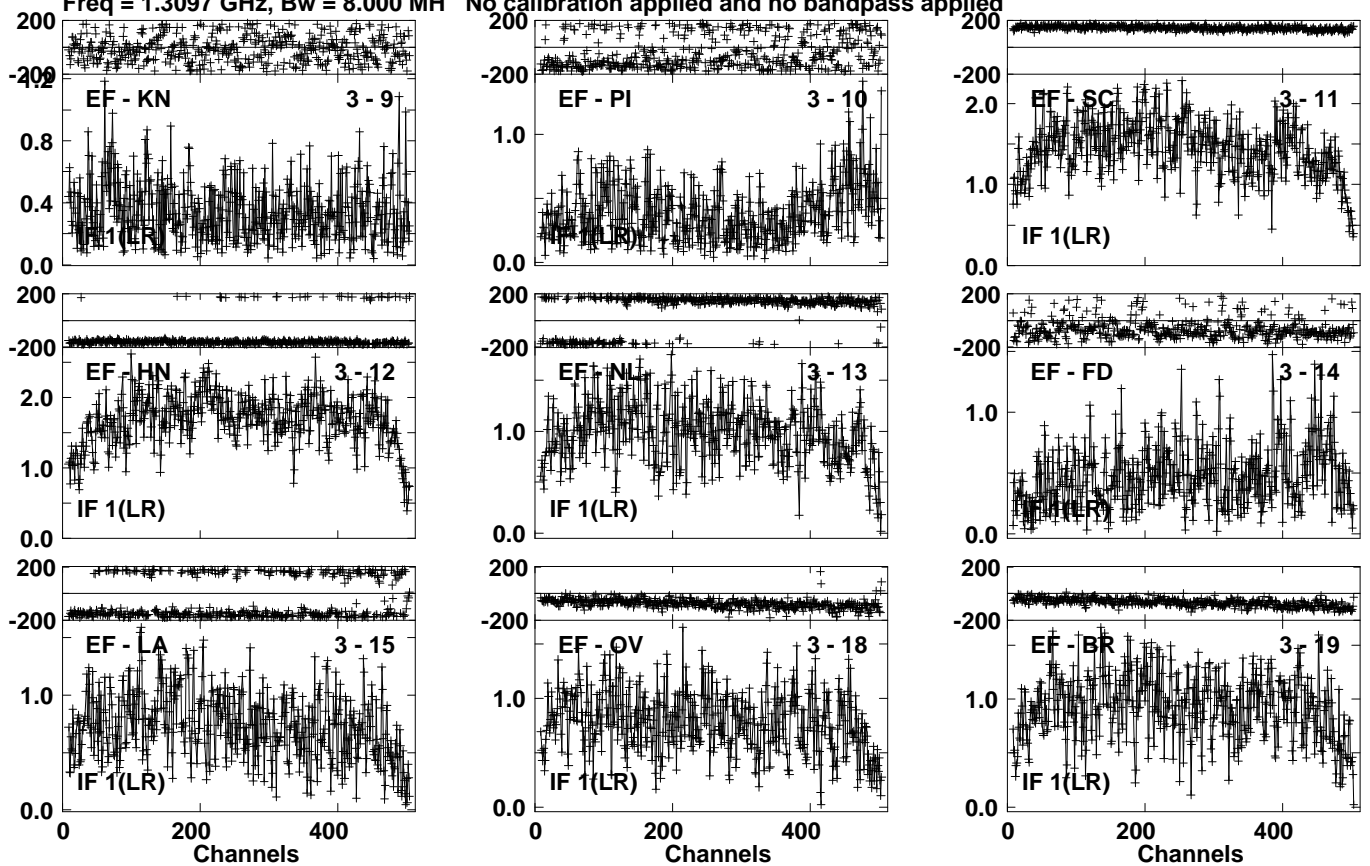 Freq = 1.3097 GHz, Bw = 8.000 MH No calibration applied and no bandpass applied
200
-200
1.2
0.8
0.4
0.0
EF - KN 3 - 9
IF 1(LR)
200
-200
1.0
0.0
EF - PI 3 - 10
IF 1(LR)
200
-200
2.0
1.0
0.0
EF - SC 3 - 11
IF 1(LR)
200
-200
2.0
1.0
0.0
EF - HN 3 - 12
IF 1(LR)
200
-200
1.0
0.0
EF - NL 3 - 13
IF 1(LR)
200
-200
1.0
0.0
EF - FD 3 - 14
IF 1(LR)
200
-200
1.0
0.0
EF - LA 3 - 15
IF 1(LR)
0 200 400
Channels
200
-200
1.0
0.0
EF - OV 3 - 18
IF 1(LR)
0 200 400
Channels
200
-200
1.0
0.0
EF - BR 3 - 19
IF 1(LR)
0 200 400
Channels